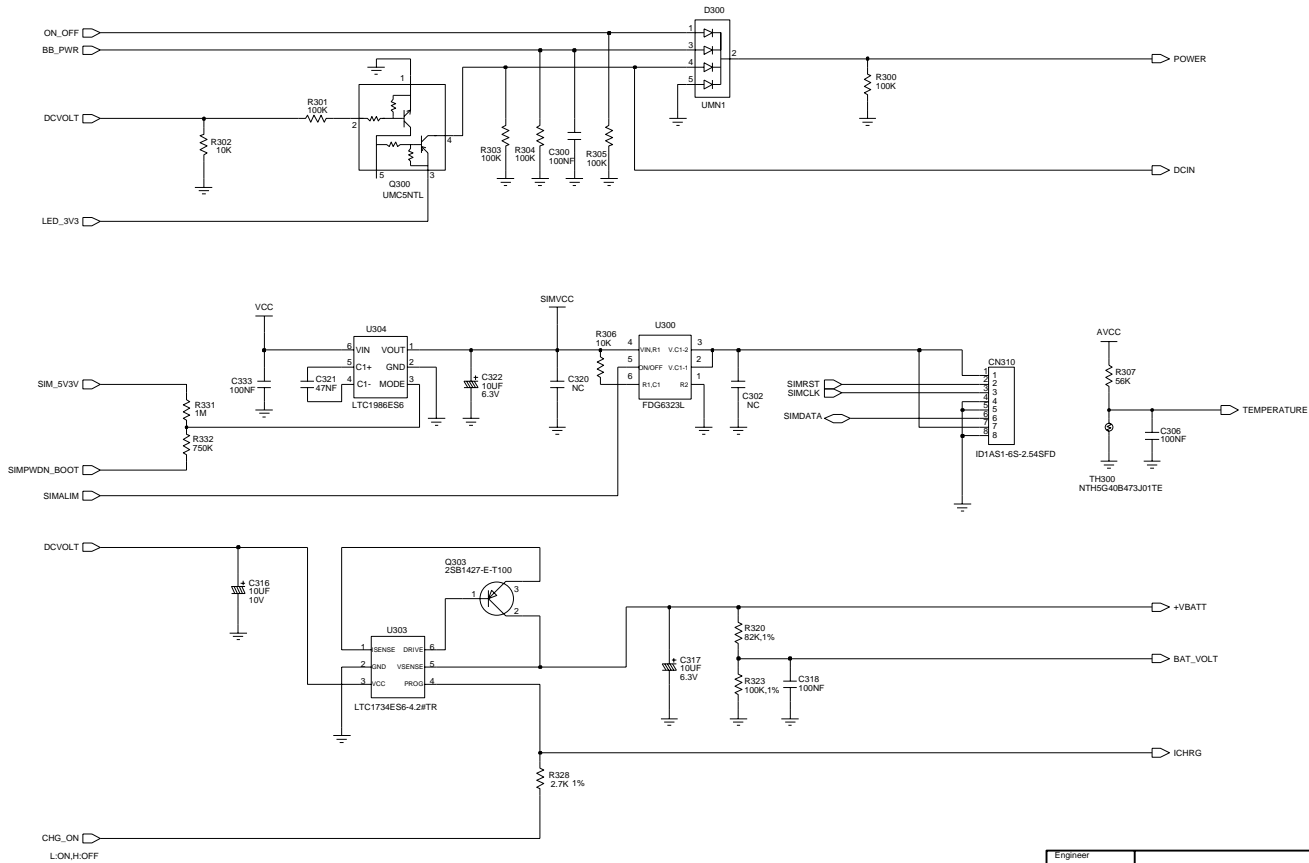 D300
ON_OFF
BB_PWR
1
3
4
5
2
UMN1
POWER
R300
100K
DCVOLT
R301
100K
R302
10K
1
2
4
5
3
Q300
UMC5NTL
R303
100K
R304
100K
C300
100NF
R305
100K
DCIN
LED_3V3
VCC
U304
6 VIN VOUT 1
5 C1+ GND 2
4 C1- MODE 3
LTC1986ES6
C333
100NF
C321
47NF
SIM_5V3V
R331
1M
R332
750K
SIMPWDN_BOOT
SIMALIM
C322
10UF
6.3V
SIMVCC
C320
NC
R306
10K
U300
4 VIN,R1 V.C1-2 3
5 ON/OFF V.C1-1 2
6 R1,C1 R2 1
FDG6323L
C302
NC
SIMRST
SIMCLK
SIMDATA
CN310
1 1
2 2
3 3
4 4
5 5
6 6
7 7
8 8
ID1AS1-6S-2.54SFD
AVCC
R307
56K
TEMPERATURE
C306
100NF
TH300
NTH5G40B473J01TE
DCVOLT
C316
10UF
10V
Q303
2SB1427-E-T100
1
3
2
U303
1 ISENSE DRIVE 6
2 GND VSENSE 5
3 VCC PROG 4
LTC1734ES6-4.2#TR
+VBATT
R320
82K,1%
C317
10UF
6.3V
BAT_VOLT
R323
100K,1%
C318
100NF
ICHRG
R328
2.7K 1%
CHG_ON
L:ON,H:OFF
Engineer